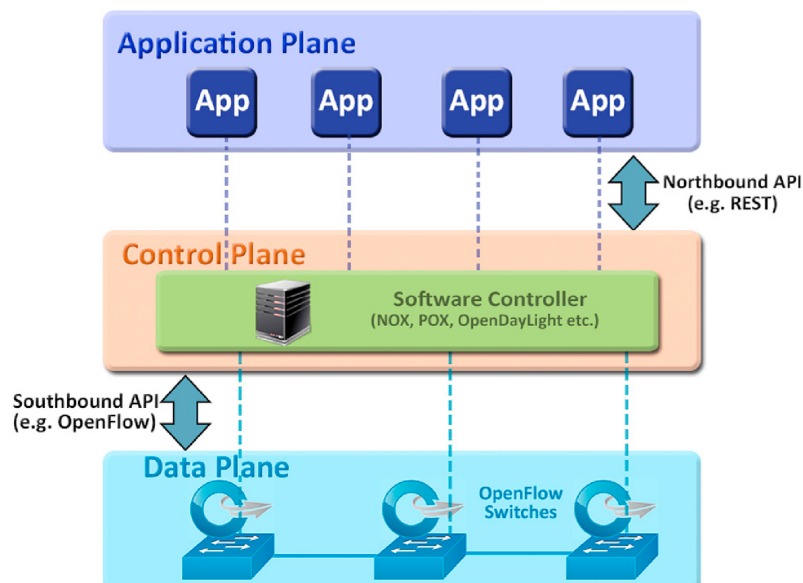 Application Plane
App
App
App
App
Northbound API
(e.g. REST)
Control Plane
Software Controller
(NOX, POX, OpenDayLight etc.)
Southbound API
(e.g. OpenFlow)
Data Plane
OpenFlow
Switches